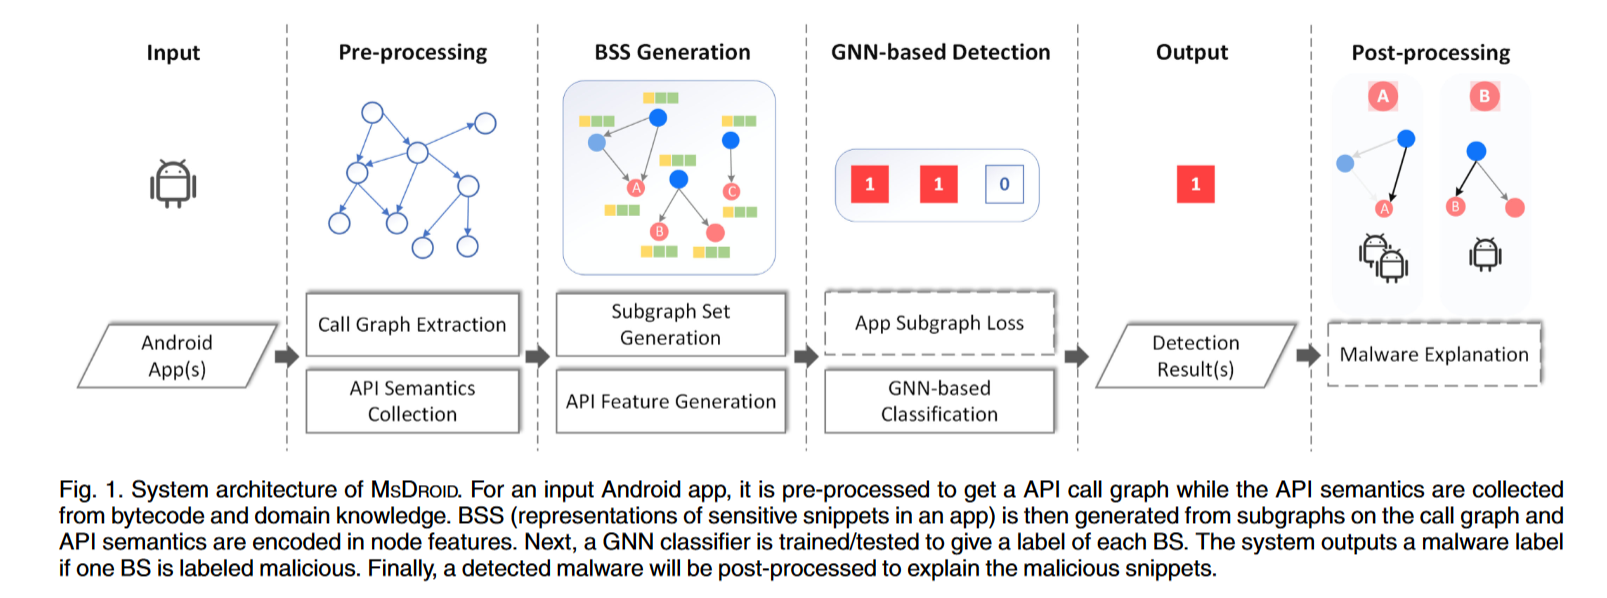 Input
Pre-processing
BSS Generation
GNN-based Detection
Output
Post-processing
A
C
B
1
1
0
1
A
B
A
B
Android
App(s)
Call Graph Extraction
API Semantics
Collection
Subgraph Set
Generation
API Feature Generation
App Subgraph Loss
GNN-based
Classification
Detection
Result(s)
Malware Explanation
Fig. 1. System architecture of MSDROID. For an input Android app, it is pre-processed to get a API call graph while the API semantics are collected
from bytecode and domain knowledge. BSS (representations of sensitive snippets in an app) is then generated from subgraphs on the call graph and
API semantics are encoded in node features. Next, a GNN classifier is trained/tested to give a label of each BS. The system outputs a malware label
if one BS is labeled malicious. Finally, a detected malware will be post-processed to explain the malicious snippets.